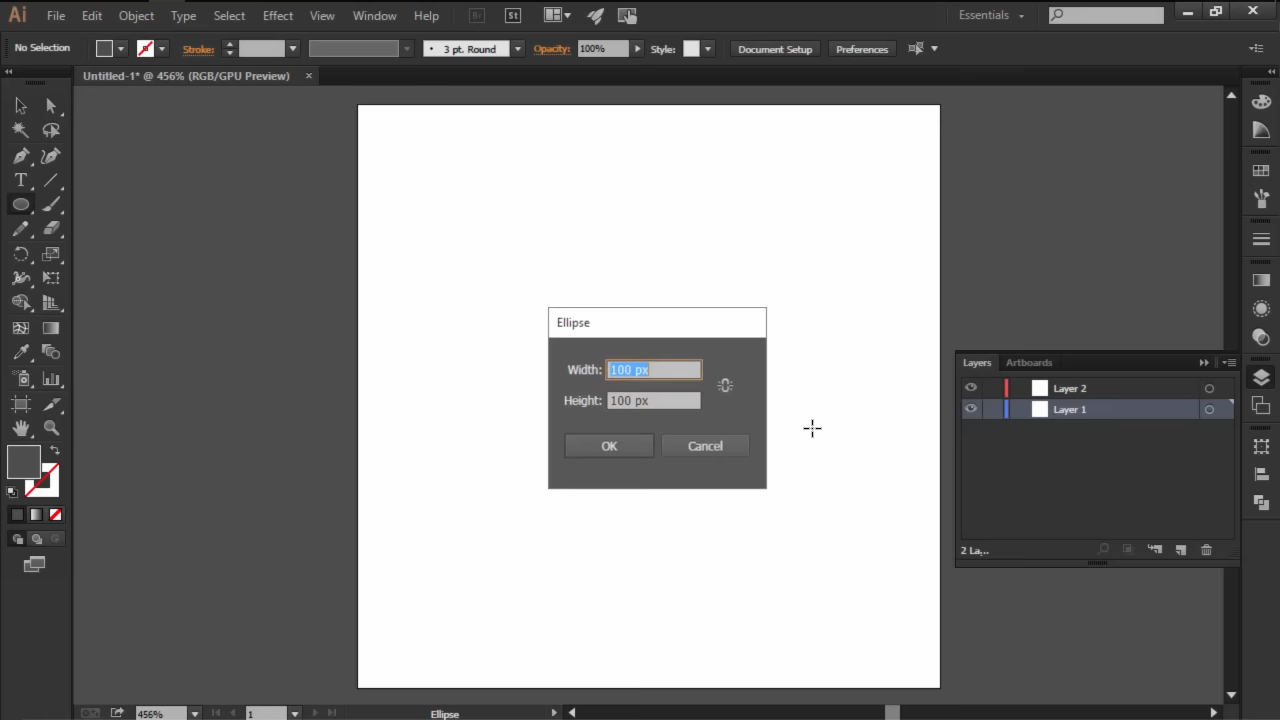 Ai File Edit Object Type Select Effect View Window Help Br St Essentials
No Selection Stroke: 3 pt. Round Opacity: 100% Style: Document Setup Preferences
Untitled-1* @ 456% (RGB/GPU Preview) ×
T
Ellipse
Width: 100 px
Height: 100 px
OK Cancel
Layers Artboards
Layer 2
Layer 1
2 La...
456% 1 Ellipse